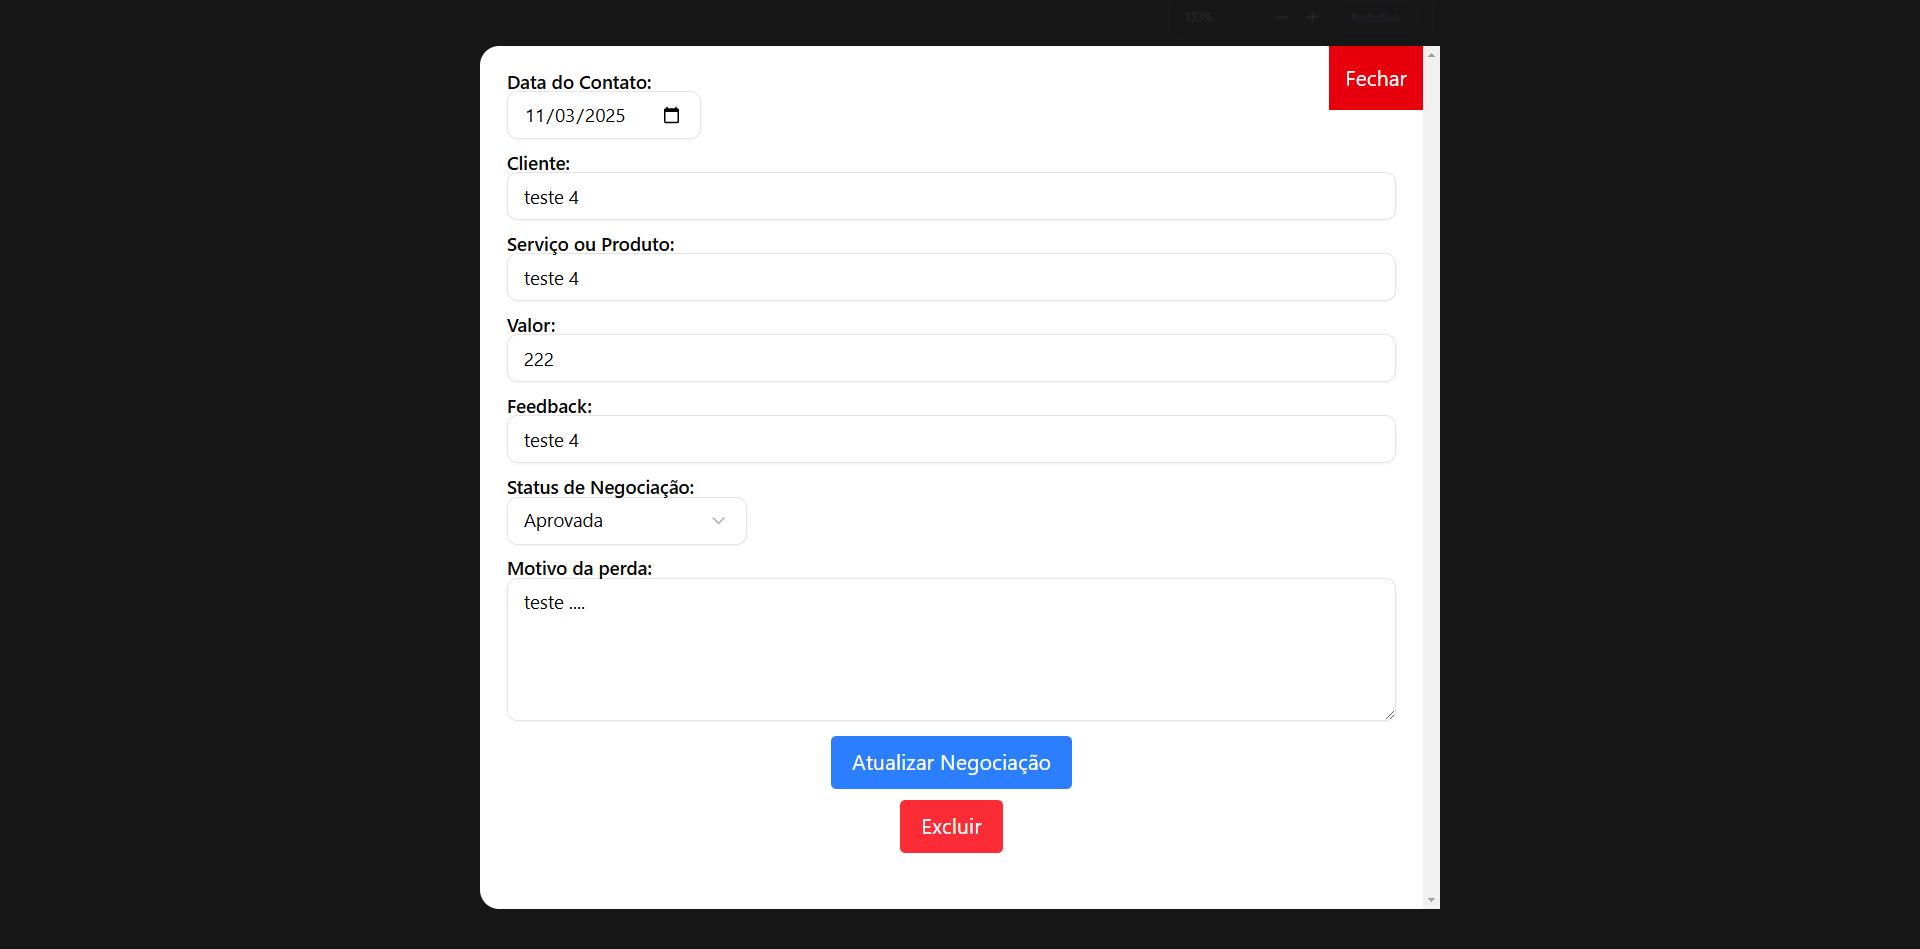 133%
Redefinir
Fechar
Data do Contato:
11/03/2025
Cliente:
teste 4
Serviço ou Produto:
teste 4
Valor:
222
Feedback:
teste 4
Status de Negociação:
Aprovada
Motivo da perda:
teste ....
Atualizar Negociação
Excluir